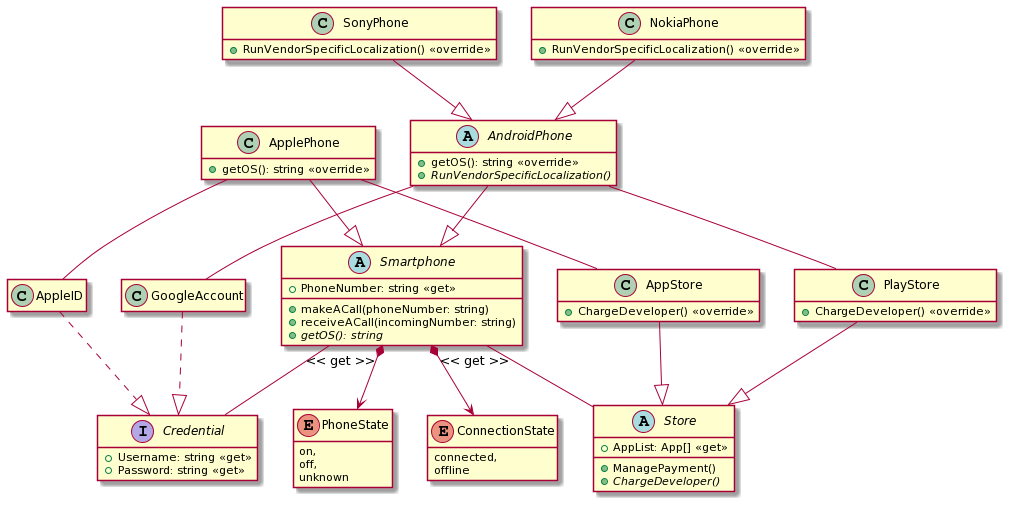 C SonyPhone
RunVendorSpecificLocalization() «override»
C NokiaPhone
RunVendorSpecificLocalization() «override»
C ApplePhone
getOS(): string «override»
A AndroidPhone
getOS(): string «override»
RunVendorSpecificLocalization()
C AppleID
C GoogleAccount
A Smartphone
PhoneNumber: string «get»
makeACall(phoneNumber: string)
receiveACall(incomingNumber: string)
getOS(): string
C AppStore
ChargeDeveloper() «override»
C PlayStore
ChargeDeveloper() «override»
<< get >>
<< get >>
I Credential
Username: string «get»
Password: string «get»
E PhoneState
on,
off,
unknown
E ConnectionState
connected,
offline
A Store
AppList: App[] «get»
ManagePayment()
ChargeDeveloper()